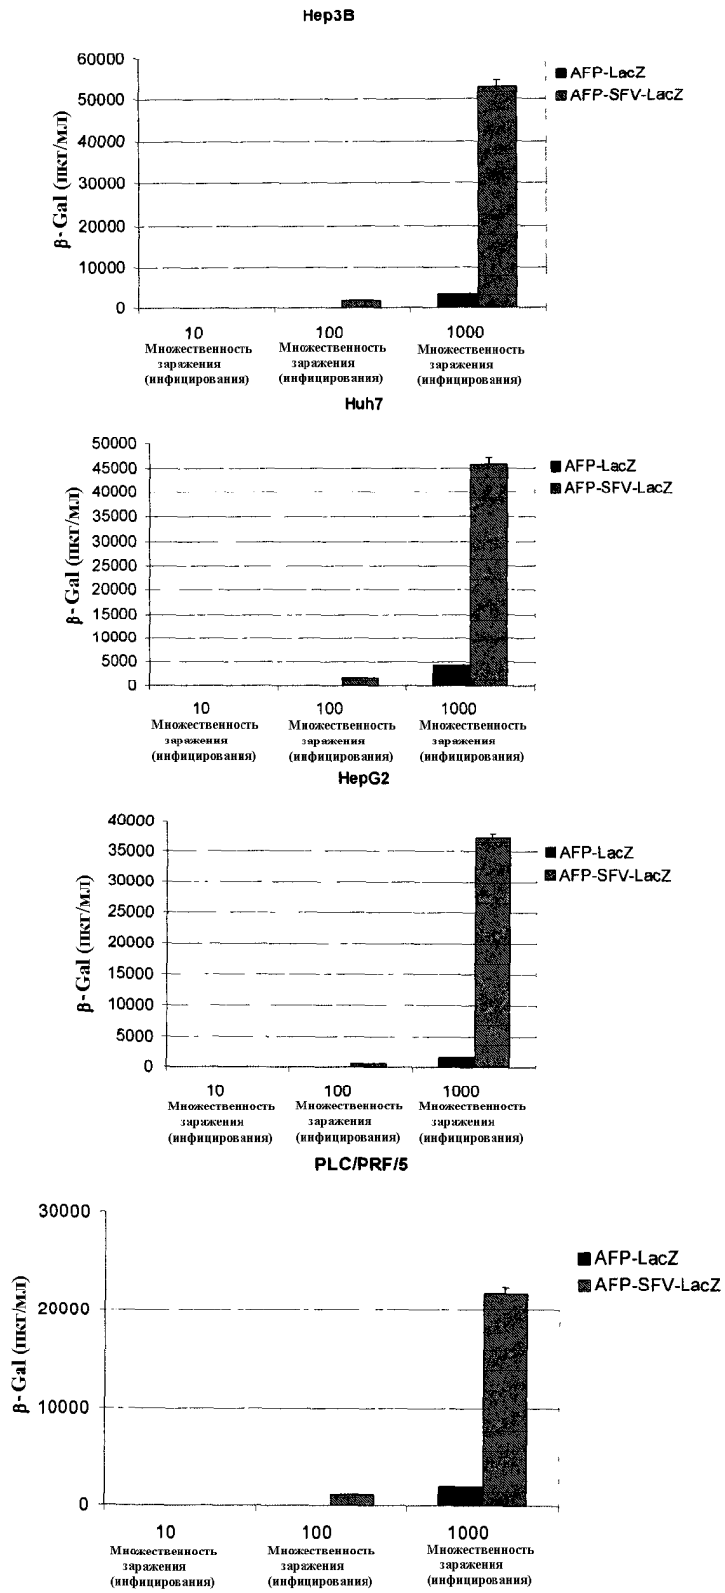 Hep3B
60000
50000
40000
30000
20000
10000
0
β- Gal (пкг/мл)
AFP-LacZ
AFP-SFV-LacZ
10 100 1000
Множественность Множественность Множественность
заражения заражения заражения
(инфицирования) (инфицирования) (инфицирования)
Huh7
50000
45000
40000
35000
30000
25000
20000
15000
10000
5000
0
β- Gal (пкг/мл)
AFP-LacZ
AFP-SFV-LacZ
10 100 1000
Множественность Множественность Множественность
заражения заражения заражения
(инфицирования) (инфицирования) (инфицирования)
HepG2
40000
35000
30000
25000
20000
15000
10000
5000
0
β- Gal (пкг/мл)
AFP-LacZ
AFP-SFV-LacZ
10 100 1000
Множественность Множественность Множественность
заражения заражения заражения
(инфицирования) (инфицирования) (инфицирования)
PLC/PRF/5
30000
20000
10000
0
β- Gal (пкг/мл)
AFP-LacZ
AFP-SFV-LacZ
10 100 1000
Множественность Множественность Множественность
заражения заражения заражения
(инфицирования) (инфицирования) (инфицирования)